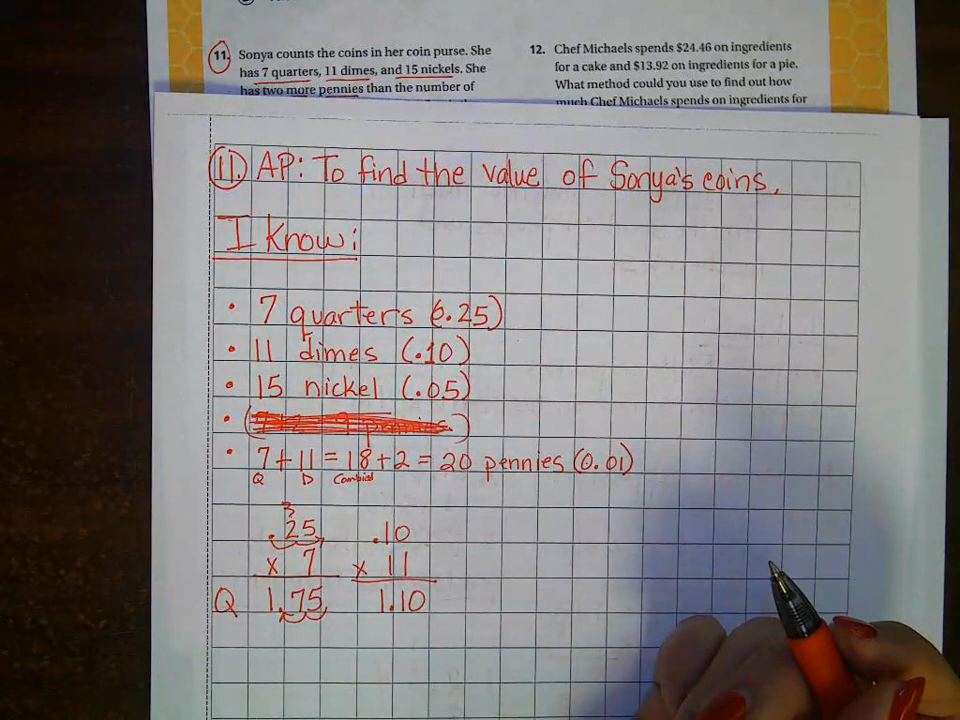 11. Sonya counts the coins in her coin purse. She
has 7 quarters, 11 dimes, and 15 nickels. She
has two more pennies than the number of
12. Chef Michaels spends $24.46 on ingredients
for a cake and $13.92 on ingredients for a pie.
What method could you use to find out how
much Chef Michaels spends on ingredients for
11. AP: To find the value of Sonya's coins.
I know:
• 7 quarters (0.25)
• 11 dimes (.10)
• 15 nickel (.05)
•
• 7 + 11 = 18 + 2 = 20 pennies (0.01)
Q D
3
.25 .10
x 7 x 11
Q 1.75 1.10